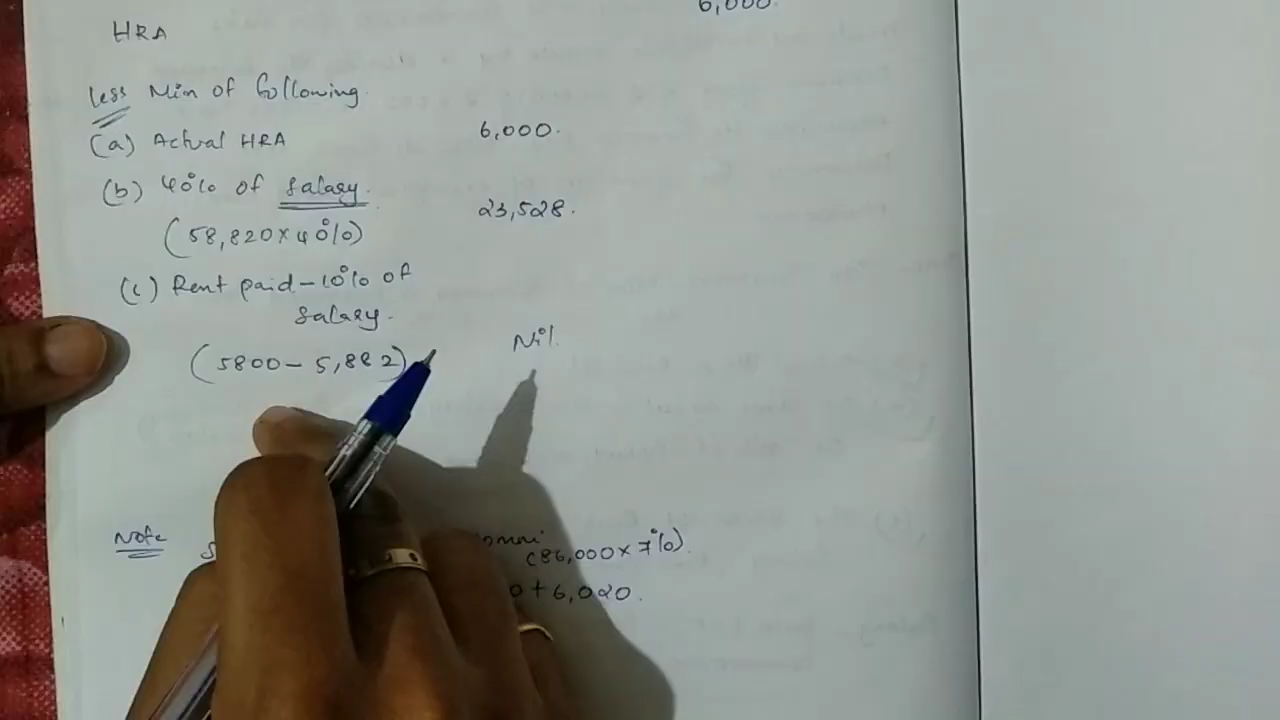 6,000.
HRA
less Min of following.
(a) Actual HRA 6,000.
(b) 40% of salary. 23,528.
(58,820×40%)
(c) Rent paid – 10% of
salary.
(5800 – 5,882) Nil.
Note (86,000×7%).
0 + 6,020.